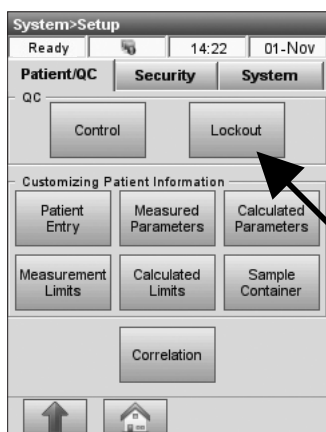 System>Setup
Ready 14:22 01-Nov
Patient/QC Security System
QC
Control Lockout
Customizing Patient Information
Patient Entry Measured Parameters Calculated Parameters
Measurement Limits Calculated Limits Sample Container
Correlation